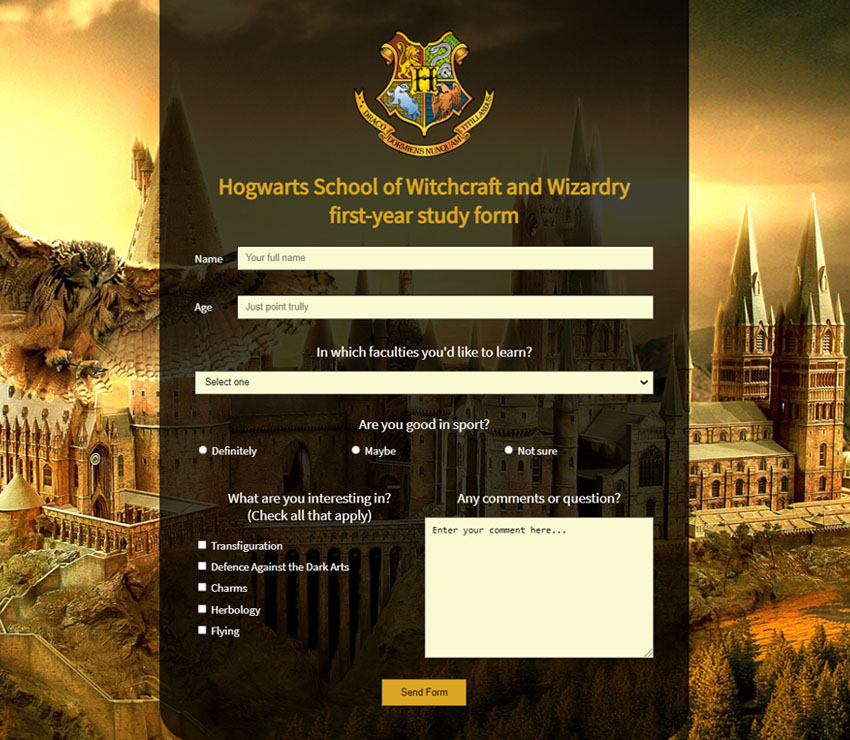 H
DRACO DORMIENS NUNQUAM TITILLANDUS
Hogwarts School of Witchcraft and Wizardry
first-year study form
Name
Your full name
Age
Just point trully
In which faculties you'd like to learn?
Select one
Are you good in sport?
Definitely Maybe Not sure
What are you interesting in?
(Check all that apply)
Transfiguration
Defence Against the Dark Arts
Charms
Herbology
Flying
Any comments or question?
Enter your comment here...
Send Form